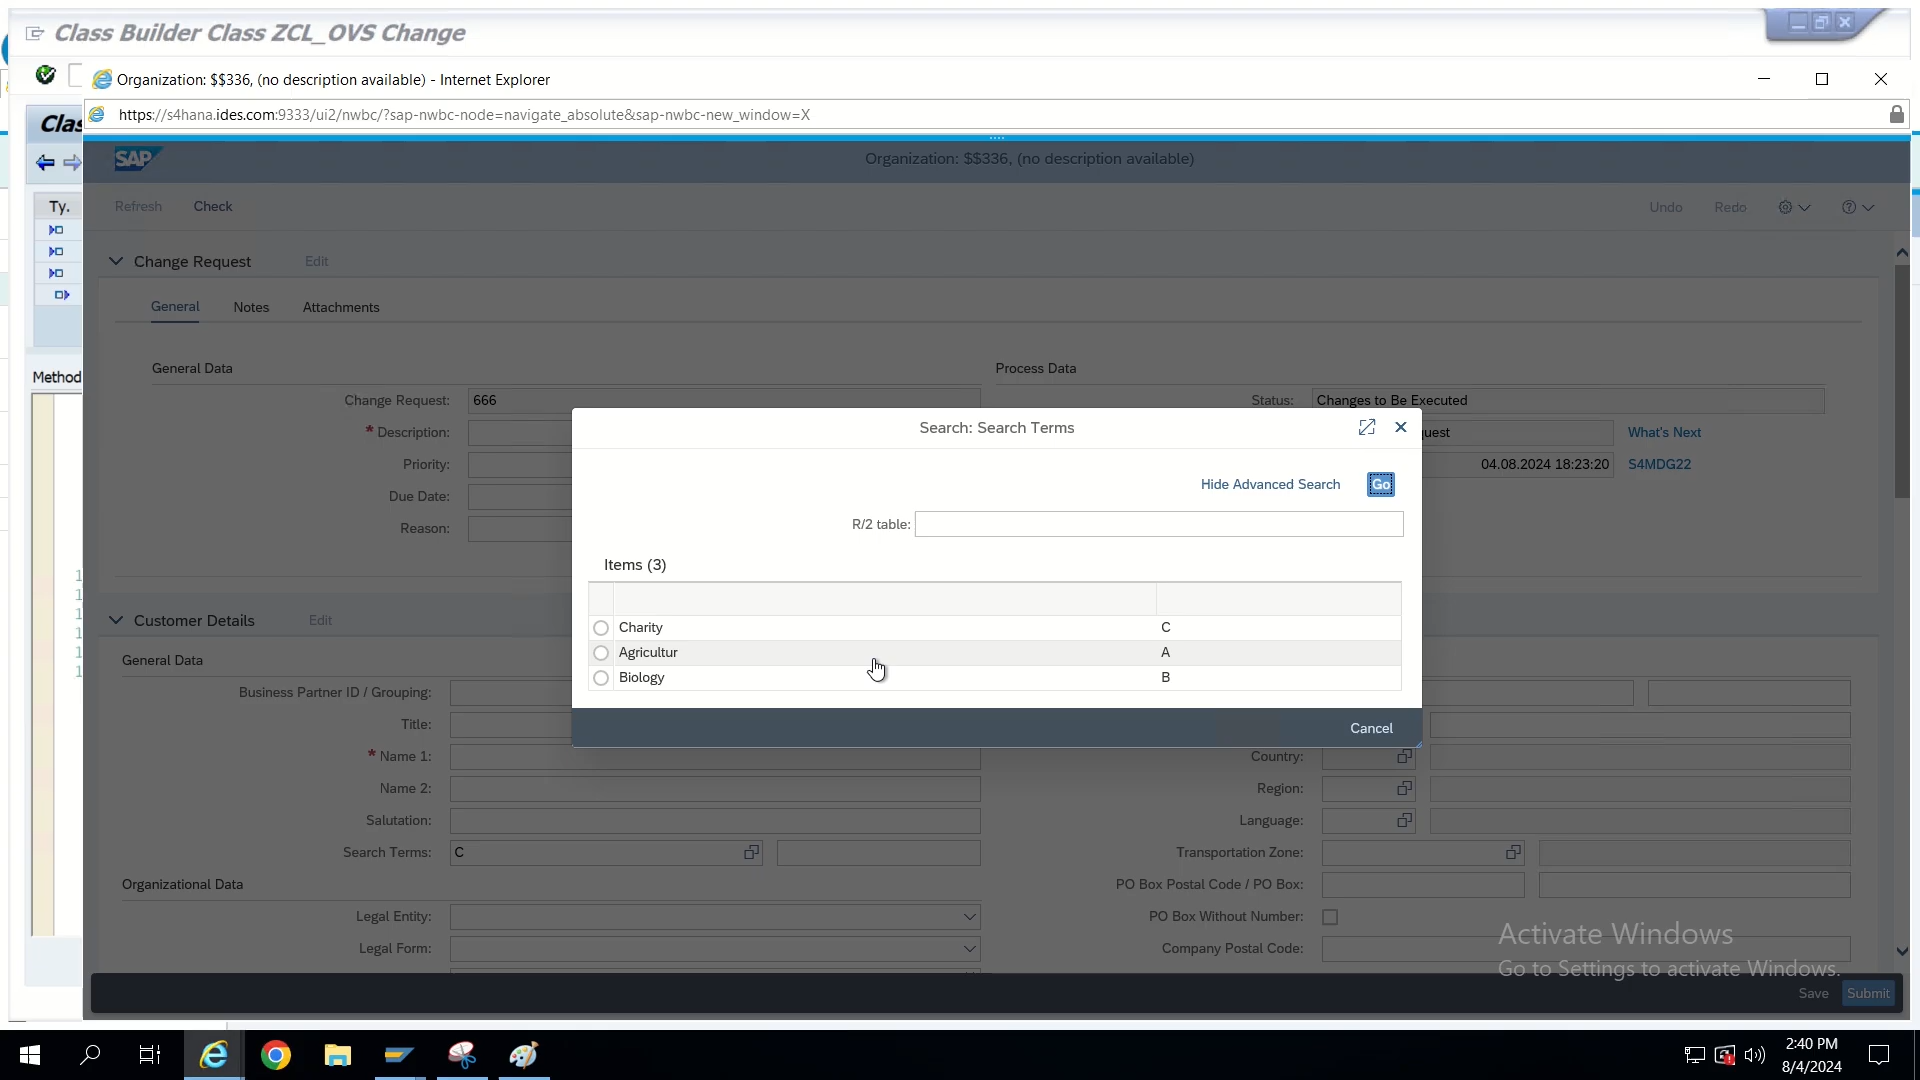 Class Builder Class ZCL_OVS Change
Organization: $$336, (no description available) - Internet Explorer
https://s4hana.ides.com:9333/ui2/nwbc/?sap-nwbc-node=navigate_absolute&sap-nwbc-new_window=X
Clas
SAP
Organization: $$336, (no description available)
Ty.
Refresh Check Undo Redo
Change Request Edit
General Notes Attachments
General Data Process Data
Method
Change Request: 666 Status: Changes to Be Executed
* Description: uest What's Next
Priority: 04.08.2024 18:23:20 S4MDG22
Due Date:
Reason:
Search: Search Terms
Hide Advanced Search Go
R/2 table:
Items (3)
Charity C
Agricultur A
Biology B
Cancel
1
1
1
1
1
1
Customer Details Edit
General Data
Business Partner ID / Grouping:
Title:
* Name 1: Country:
Name 2: Region:
Salutation: Language:
Search Terms: C Transportation Zone:
Organizational Data PO Box Postal Code / PO Box:
Legal Entity: PO Box Without Number:
Legal Form: Company Postal Code:
Activate Windows
Go to Settings to activate Windows.
Save Submit
2:40 PM
8/4/2024